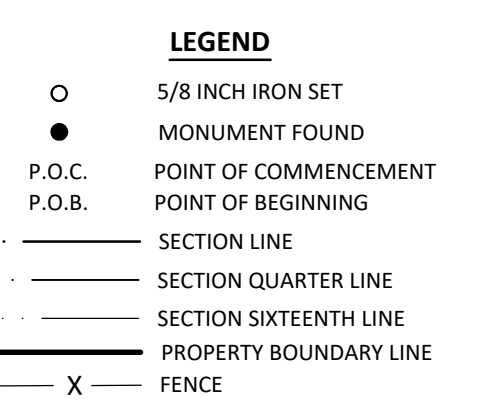 LEGEND
5/8 INCH IRON SET
MONUMENT FOUND
P.O.C. POINT OF COMMENCEMENT
P.O.B. POINT OF BEGINNING
SECTION LINE
SECTION QUARTER LINE
SECTION SIXTEENTH LINE
PROPERTY BOUNDARY LINE
X FENCE